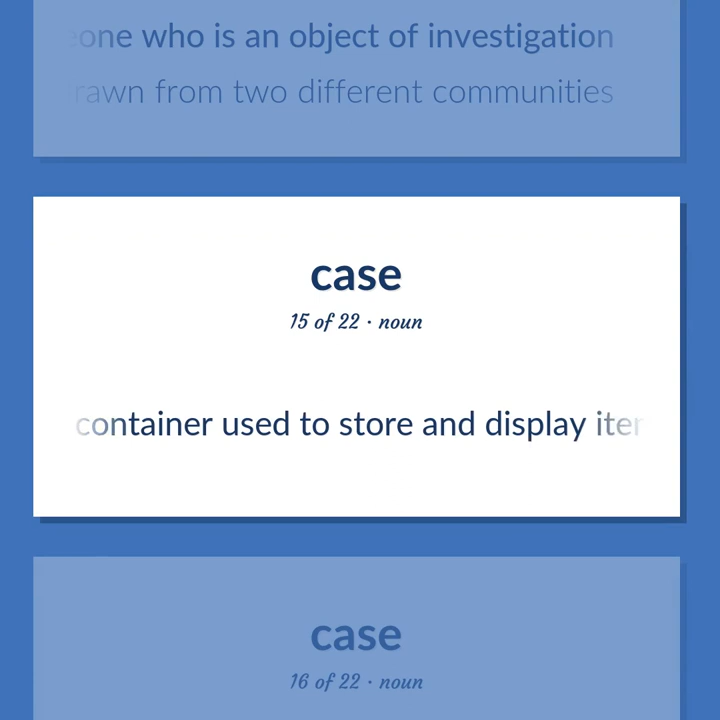 who is an object of investigation
from two different communities
case
15 of 22 · noun
container used to store and display
case
16 of 22 · noun